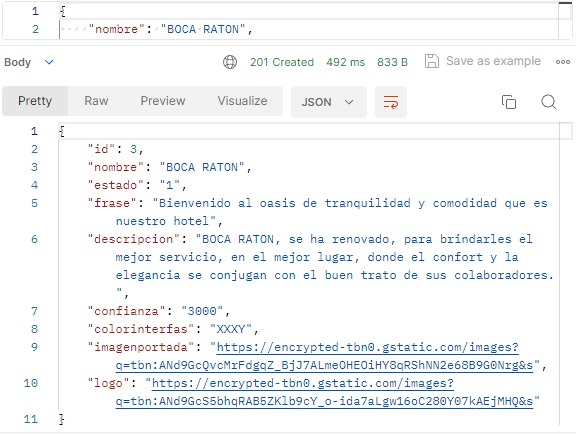 1 {
2 ····"nombre":·"BOCA·RATON",
Body 201 Created 492 ms 833 B Save as example
Pretty Raw Preview Visualize JSON
1 {
2 "id": 3,
3 "nombre": "BOCA RATON",
4 "estado": "1",
5 "frase": "Bienvenido al oasis de tranquilidad y comodidad que es
nuestro hotel",
6 "descripcion": "BOCA RATON, se ha renovado, para brindarles el
mejor servicio, en el mejor lugar, donde el confort y la
elegancia se conjugan con el buen trato de sus colaboradores.
",
7 "confianza": "3000",
8 "colorinterfas": "XXXY",
9 "imagenportada": "https://encrypted-tbn0.gstatic.com/images?
q=tbn:ANd9GcQvcMrFdgqZ_BjJ7ALmeOHEOiHY8qRShNN2e68B9G0Nrg&s",
10 "logo": "https://encrypted-tbn0.gstatic.com/images?
q=tbn:ANd9GcS5bhqRAB5ZKlb9cY_o-ida7aLgw16oC280Y07kAEjMHQ&s"
11 }